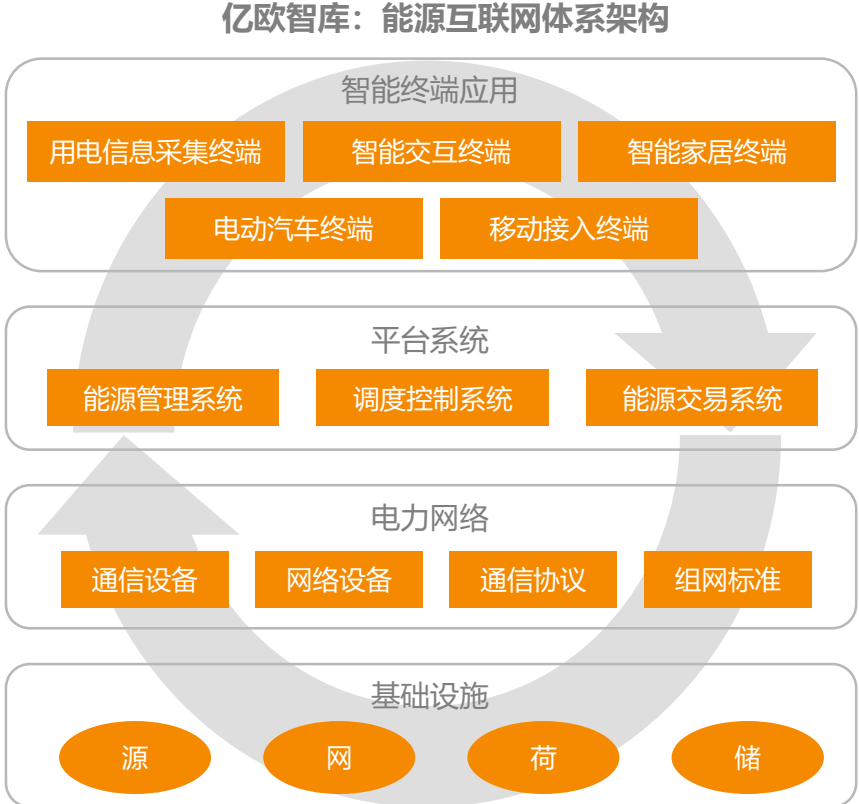 亿欧智库：能源互联网体系架构
智能终端应用
用电信息采集终端 智能交互终端 智能家居终端
电动汽车终端 移动接入终端
平台系统
能源管理系统 调度控制系统 能源交易系统
电力网络
通信设备 网络设备 通信协议 组网标准
基础设施
源 网 荷 储